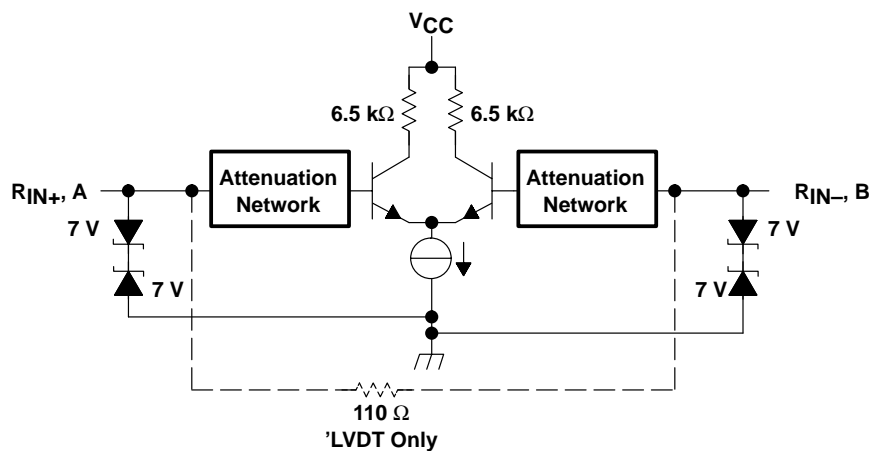 VCC
6.5 kΩ
6.5 kΩ
Attenuation
Network
Attenuation
Network
RIN+, A
RIN–, B
7 V
7 V
7 V
7 V
110 Ω
'LVDT Only